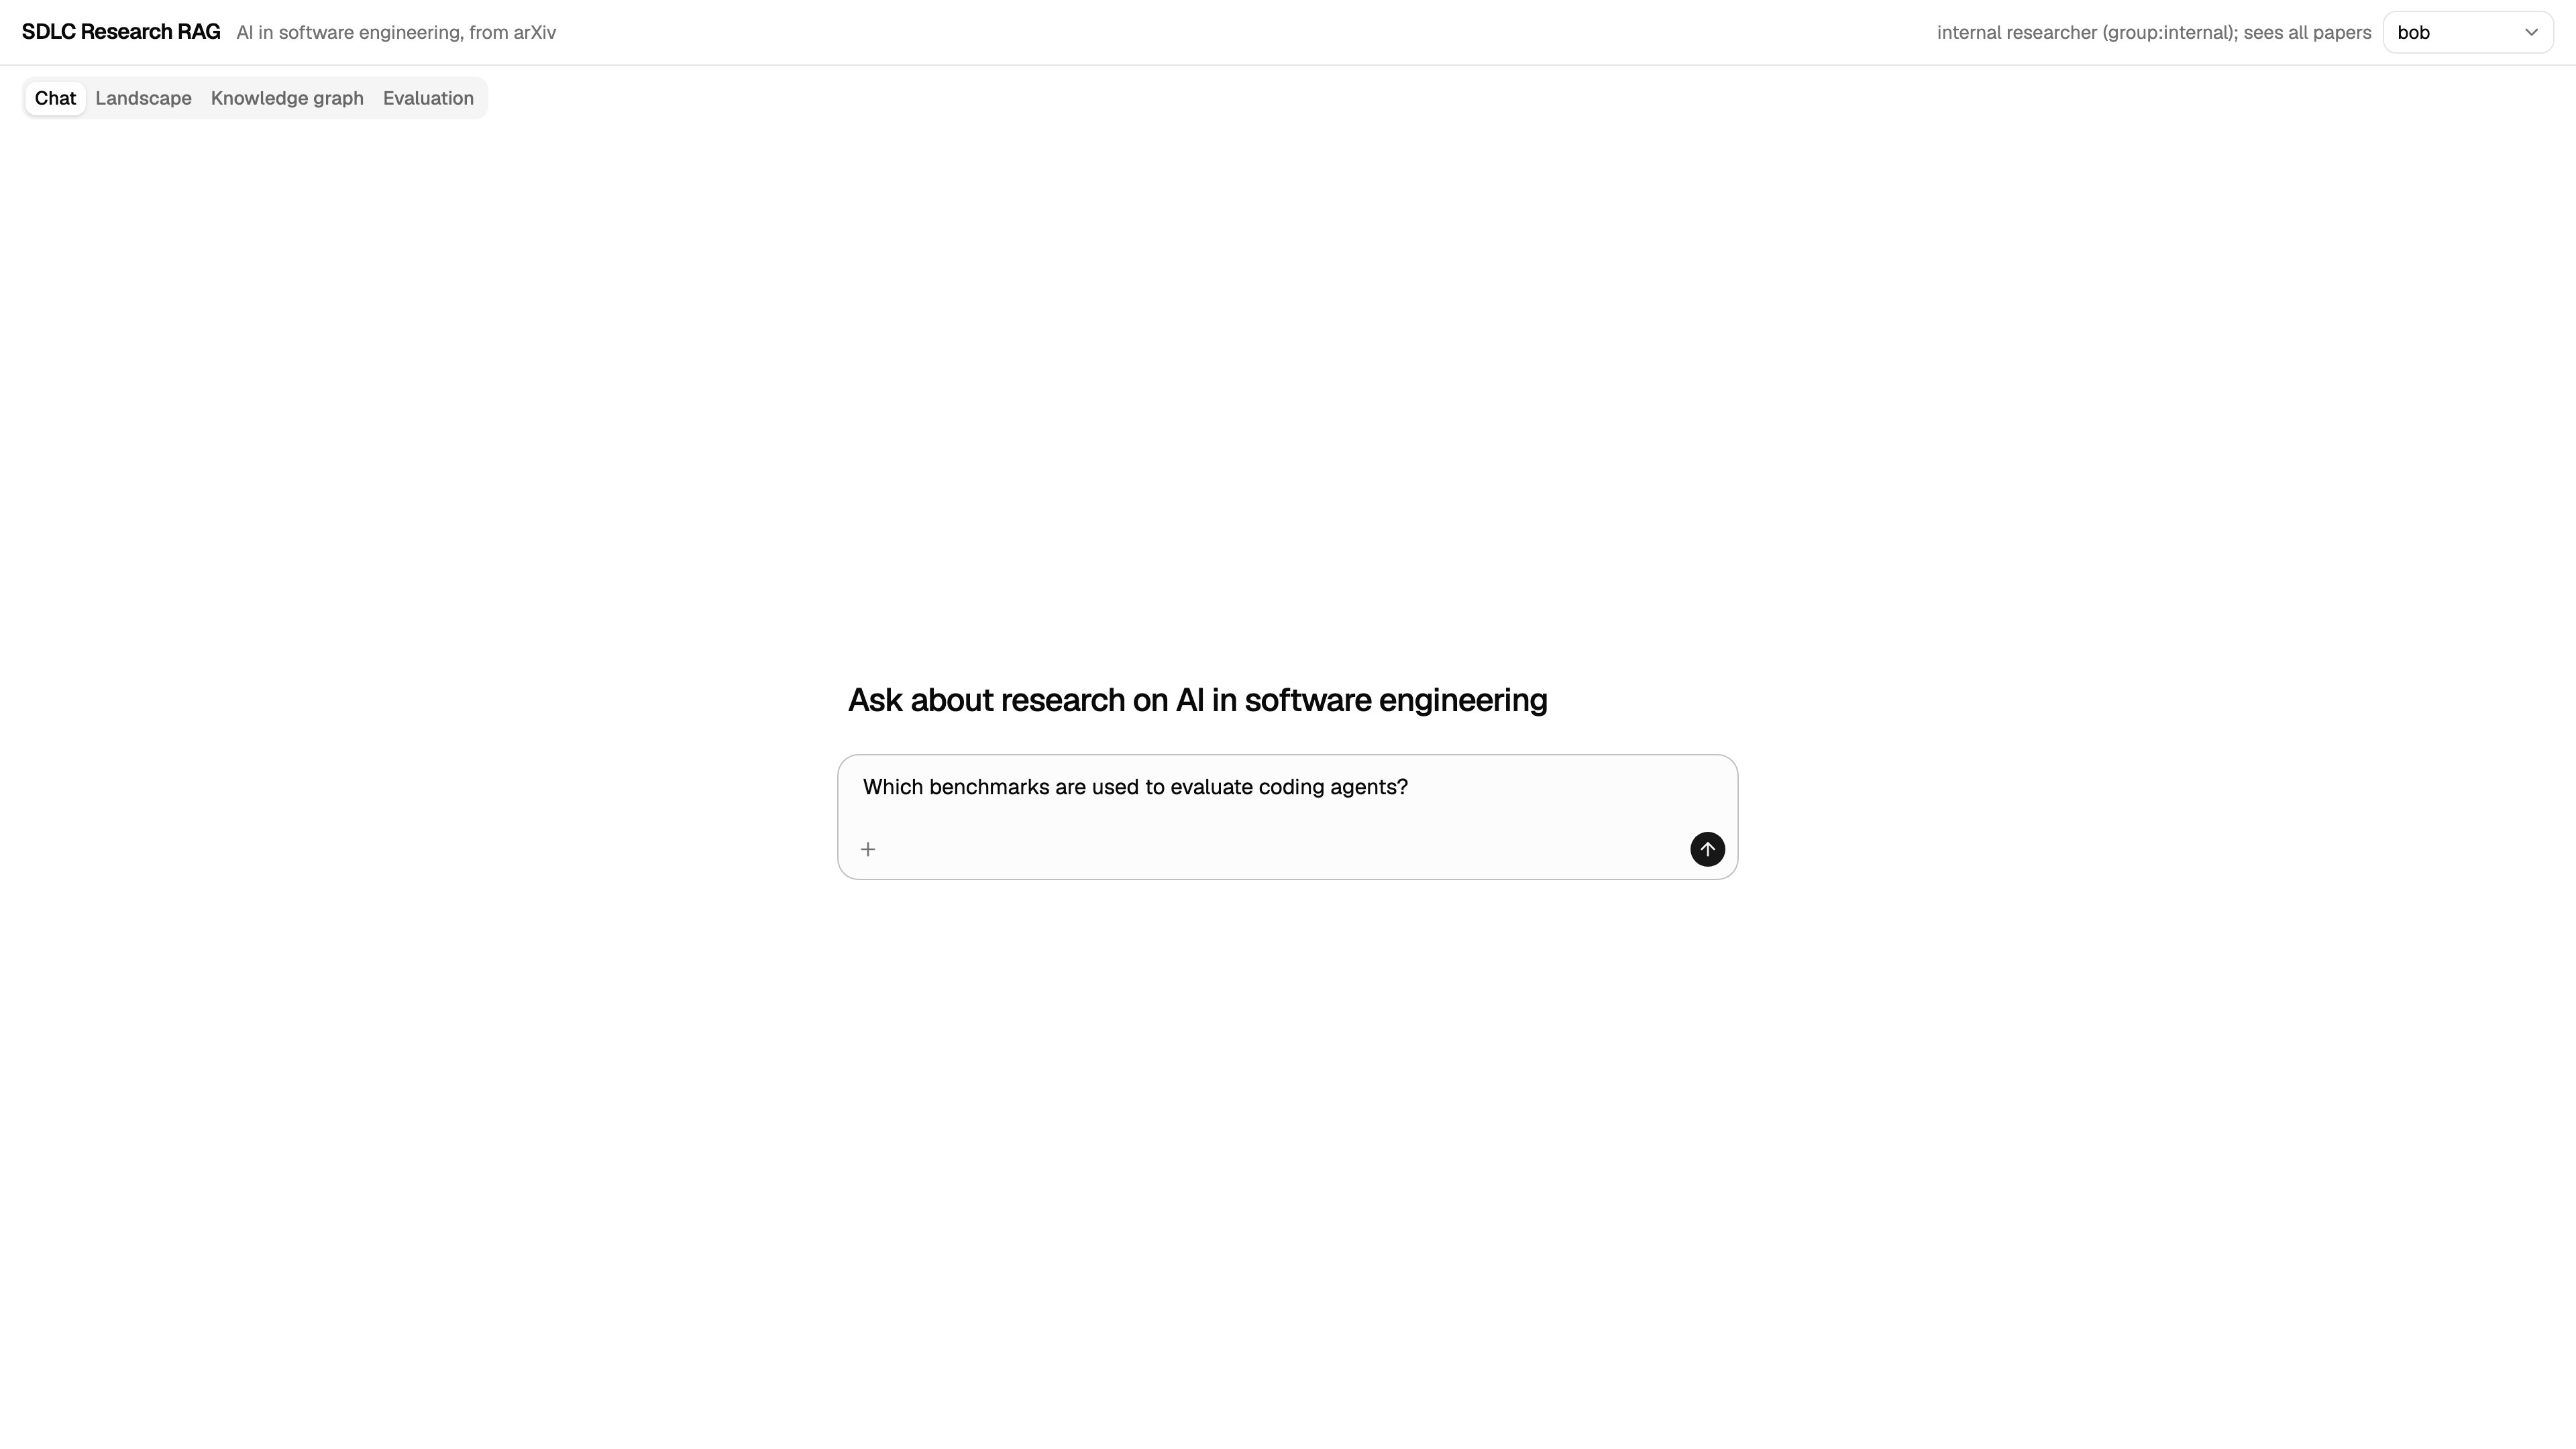 SDLC Research RAG AI in software engineering, from arXiv internal researcher (group:internal); sees all papers bob
Chat Landscape Knowledge graph Evaluation
Ask about research on AI in software engineering
Which benchmarks are used to evaluate coding agents?